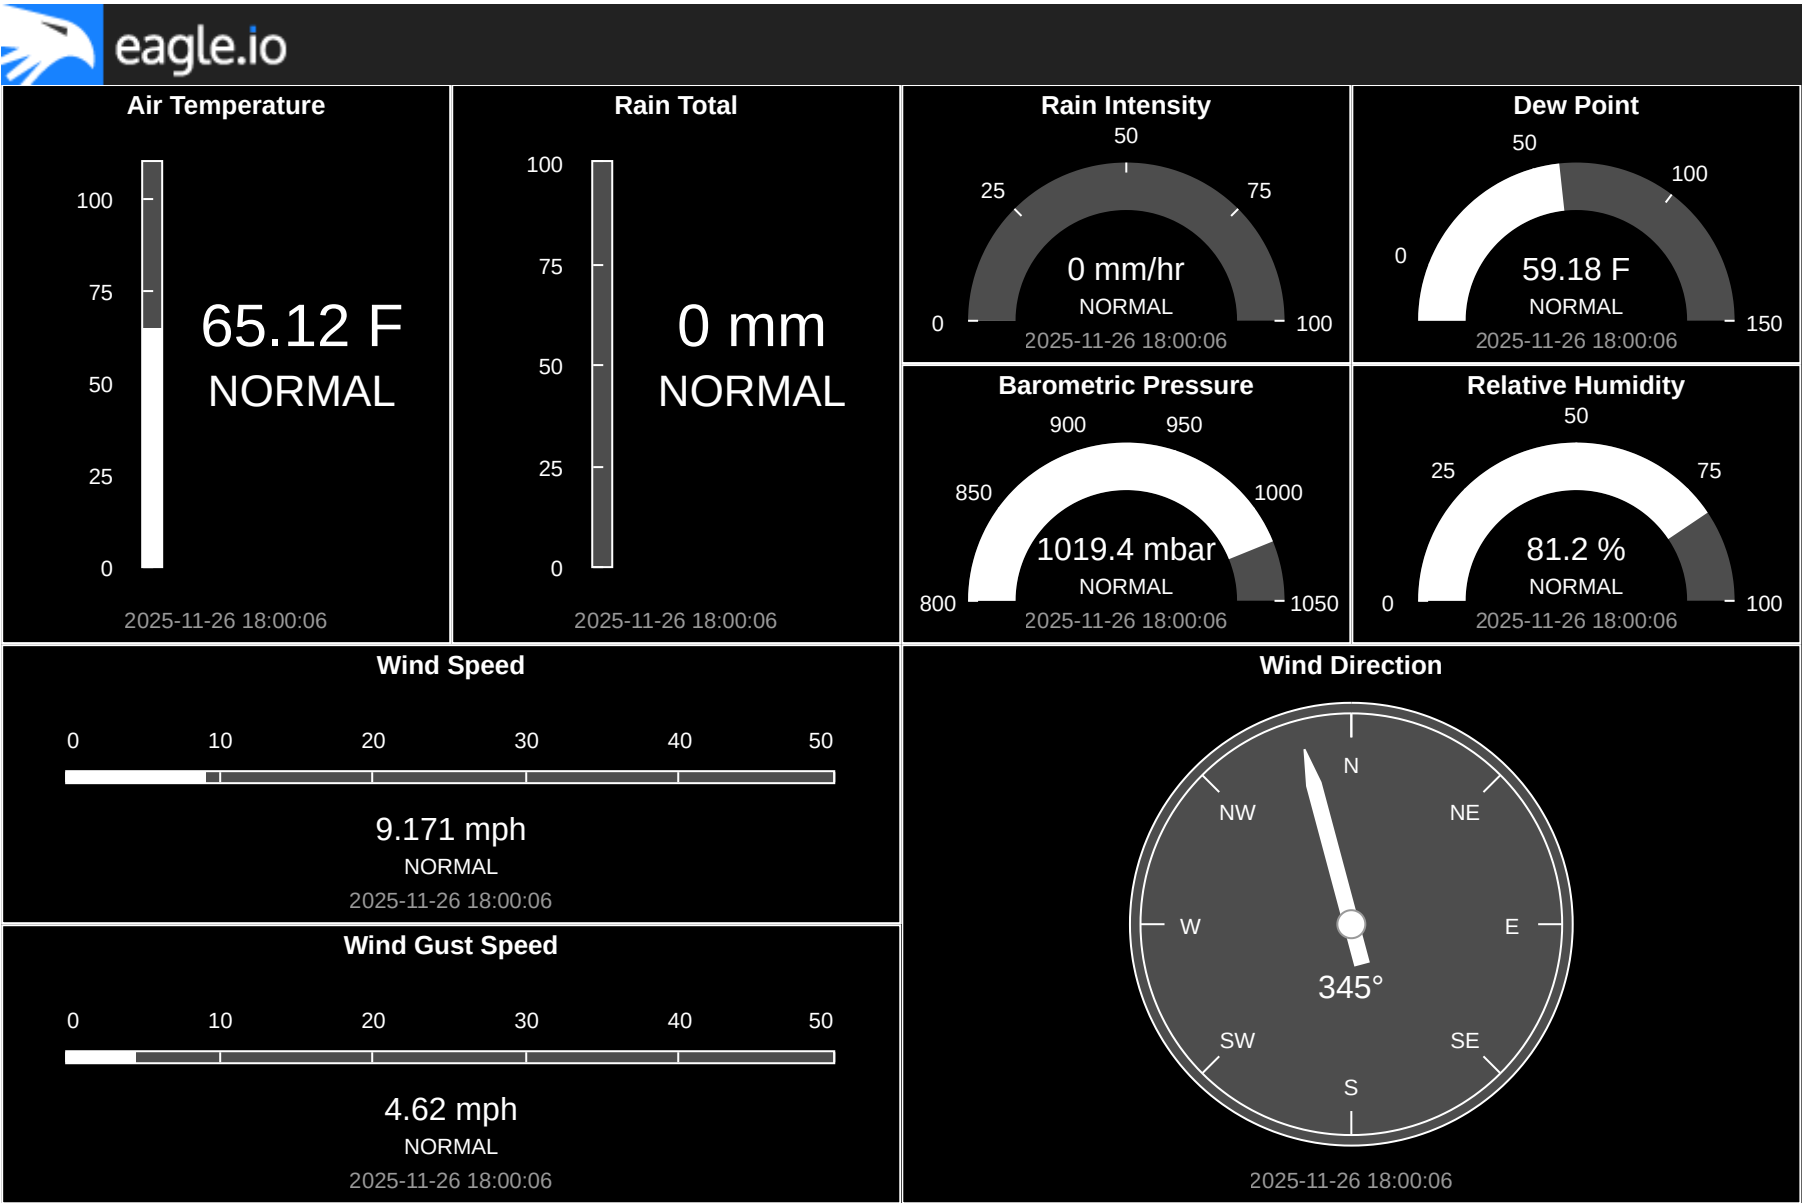 eagle.io
Air Temperature
100
75
50
25
0
65.12 F
NORMAL
2025-11-26 18:00:06
Rain Total
100
75
50
25
0
0 mm
NORMAL
2025-11-26 18:00:06
Rain Intensity
0
25
50
75
100
0 mm/hr
NORMAL
2025-11-26 18:00:06
Dew Point
0
50
100
150
59.18 F
NORMAL
2025-11-26 18:00:06
Barometric Pressure
800
850
900
950
1000
1050
1019.4 mbar
NORMAL
2025-11-26 18:00:06
Relative Humidity
0
25
50
75
100
81.2 %
NORMAL
2025-11-26 18:00:06
Wind Speed
0 10 20 30 40 50
9.171 mph
NORMAL
2025-11-26 18:00:06
Wind Gust Speed
0 10 20 30 40 50
4.62 mph
NORMAL
2025-11-26 18:00:06
Wind Direction
N
NW NE
W E
345°
SW SE
S
2025-11-26 18:00:06